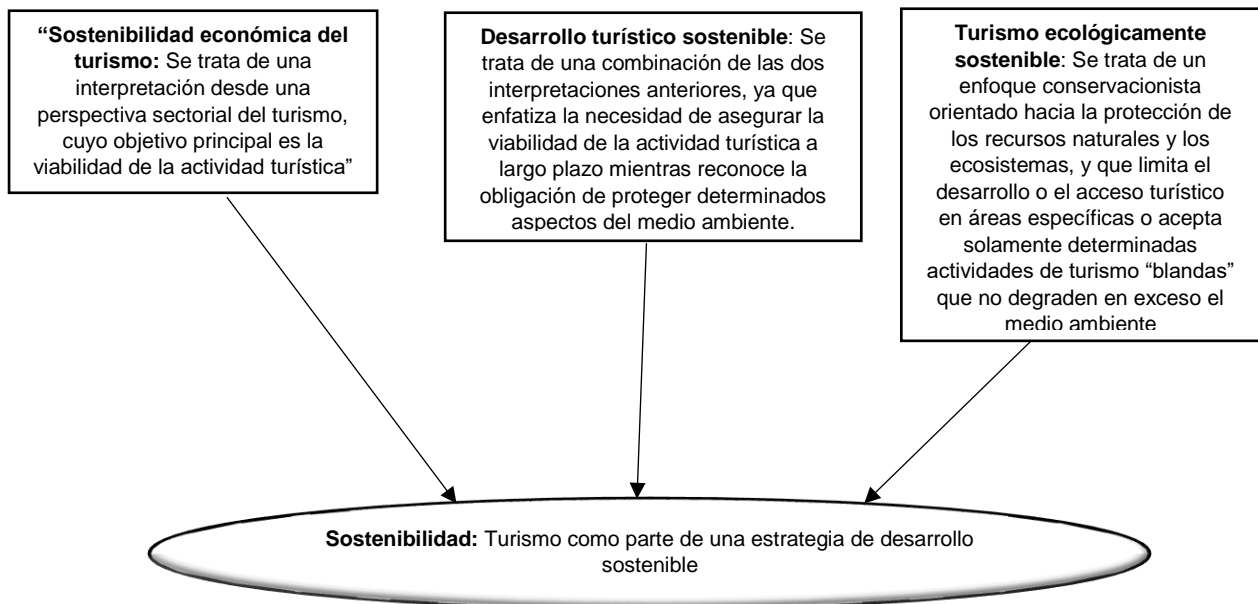 “Sostenibilidad económica del
turismo: Se trata de una
interpretación desde una
perspectiva sectorial del turismo,
cuyo objetivo principal es la
viabilidad de la actividad turística”
Desarrollo turístico sostenible: Se
trata de una combinación de las dos
interpretaciones anteriores, ya que
enfatiza la necesidad de asegurar la
viabilidad de la actividad turística a
largo plazo mientras reconoce la
obligación de proteger determinados
aspectos del medio ambiente.
Turismo ecológicamente
sostenible: Se trata de un
enfoque conservacionista
orientado hacia la protección de
los recursos naturales y los
ecosistemas, y que limita el
desarrollo o el acceso turístico
en áreas específicas o acepta
solamente determinadas
actividades de turismo “blandas”
que no degraden en exceso el
medio ambiente
Sostenibilidad: Turismo como parte de una estrategia de desarrollo
sostenible